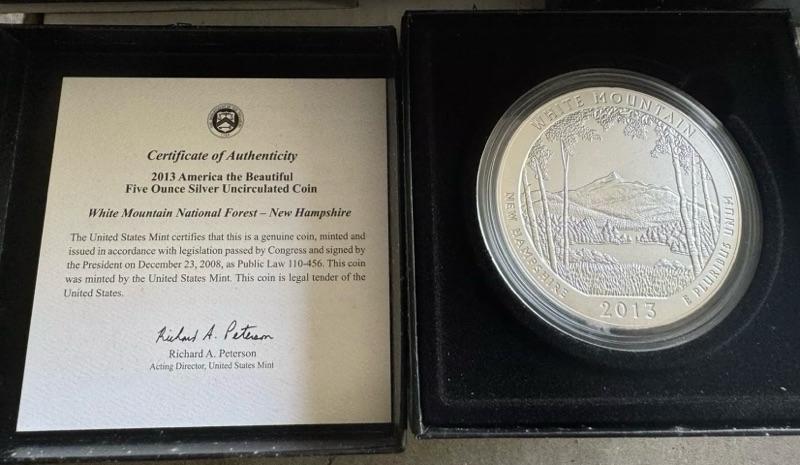 Certificate of Authenticity
2013 America the Beautiful
Five Ounce Silver Uncirculated Coin
White Mountain National Forest – New Hampshire
The United States Mint certifies that this is a genuine coin, minted and
issued in accordance with legislation passed by Congress and signed by
the President on December 23, 2008, as Public Law 110-456. This coin
was minted by the United States Mint. This coin is legal tender of the
United States.
Richard A. Peterson
Richard A. Peterson
Acting Director, United States Mint
WHITE MOUNTAIN
NEW HAMPSHIRE
2013
E PLURIBUS UNUM